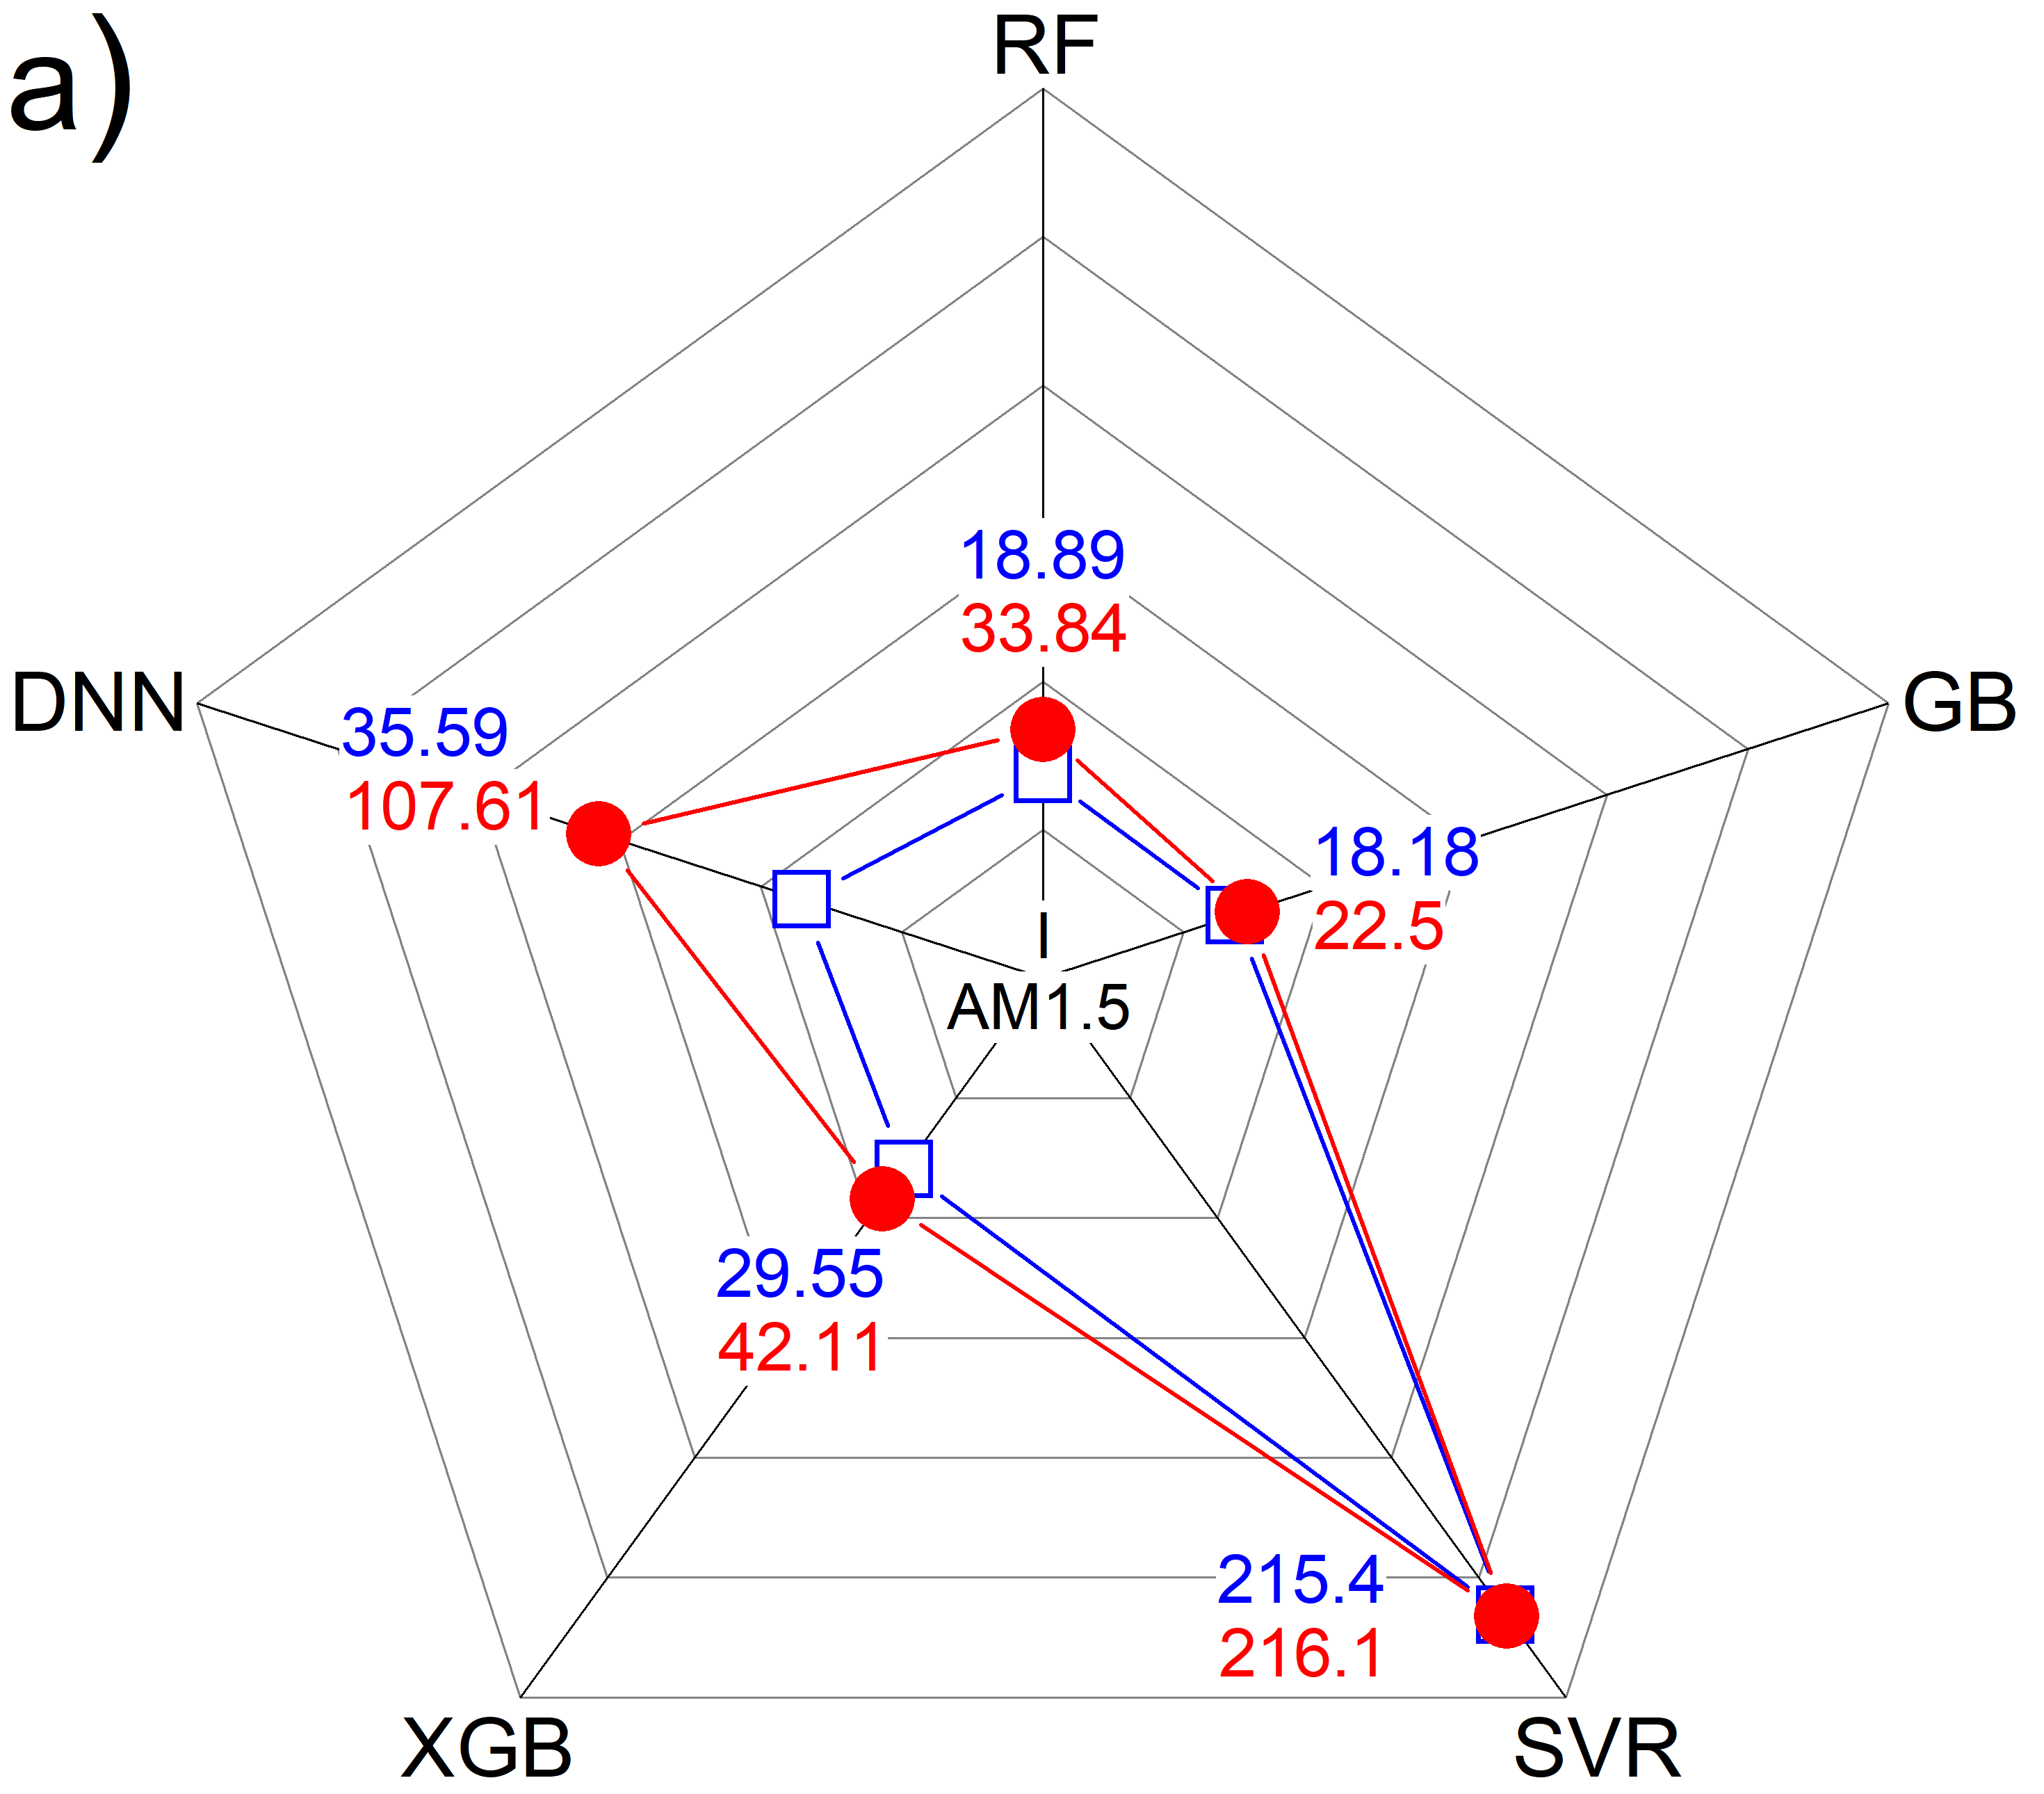 a)
RF
18.89
33.84
DNN
GB
35.59
107.61
18.18
22.5
I
AM1.5
29.55
42.11
215.4
216.1
XGB
SVR